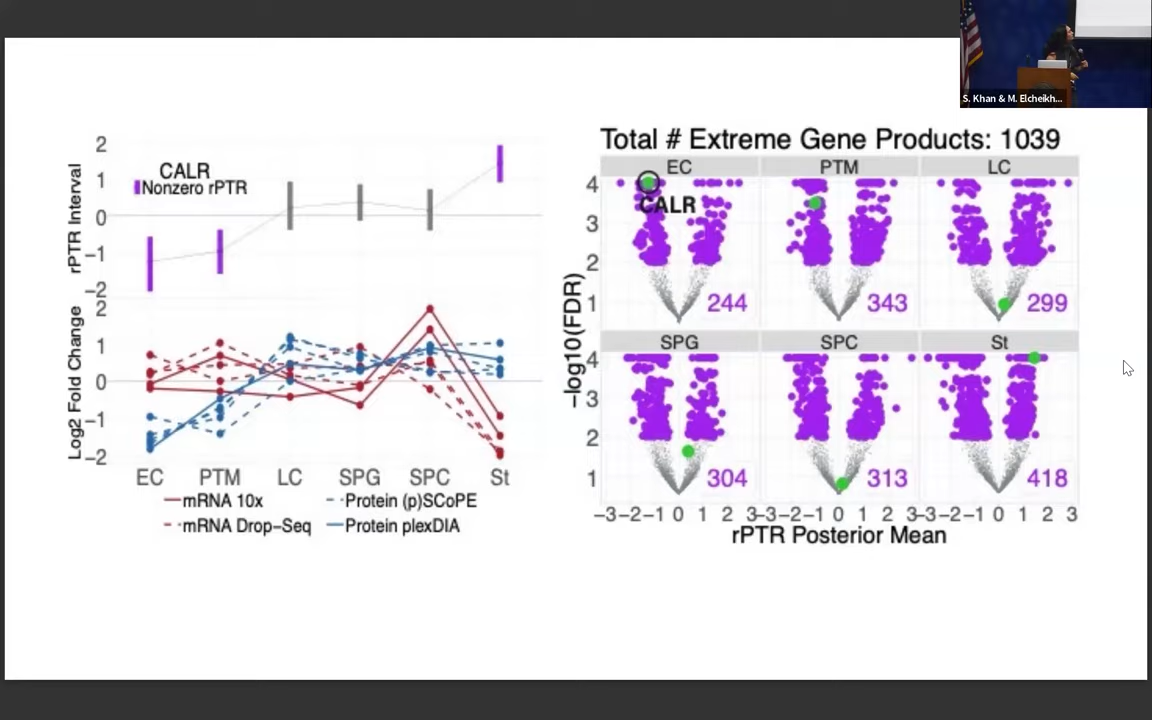 S. Khan & M. Elcheikh...
2
1
0
−1
−2
rPTR Interval
CALR
Nonzero rPTR
2
1
0
−1
−2
Log2 Fold Change
EC PTM LC SPG SPC St
mRNA 10x
Protein (p)SCoPE
mRNA Drop−Seq
Protein plexDIA
Total # Extreme Gene Products: 1039
EC PTM LC
4
3
2
1
CALR
244 343 299
SPG SPC St
4
3
2
1
304 313 418
−log10(FDR)
−3−2−1 0 1 2 3−3−2−1 0 1 2 3−3−2−1 0 1 2 3
rPTR Posterior Mean